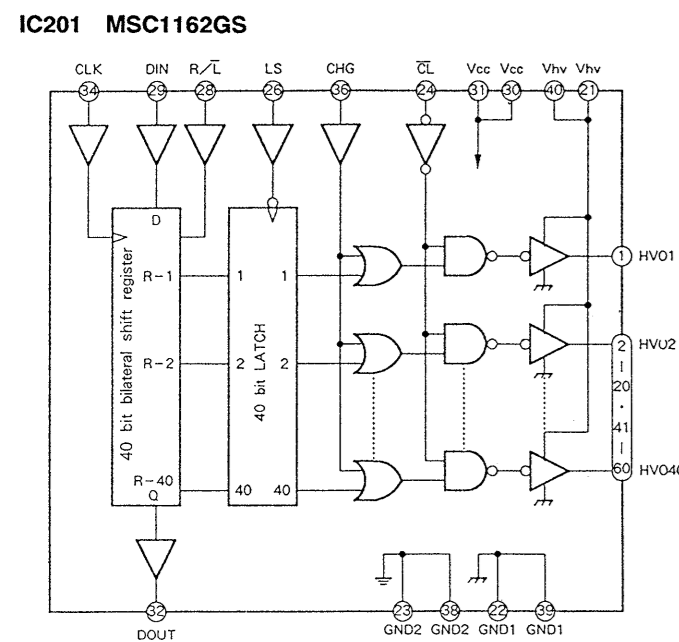 IC201 MSC1162GS
CLK DIN R/L̅ LS CHG C̅L̅ Vcc Vcc Vhv Vhv
34 29 28 26 36 24 31 30 40 21
D
40 bit bilateral shift register
40 bit LATCH
R-1 1 1
1 HVO1
R-2 2 2
2 HVO2
|
20
·
41
|
R-40 40 40
60 HVO40
Q
32 23 38 22 39
DOUT GND2 GND2 GND1 GND1